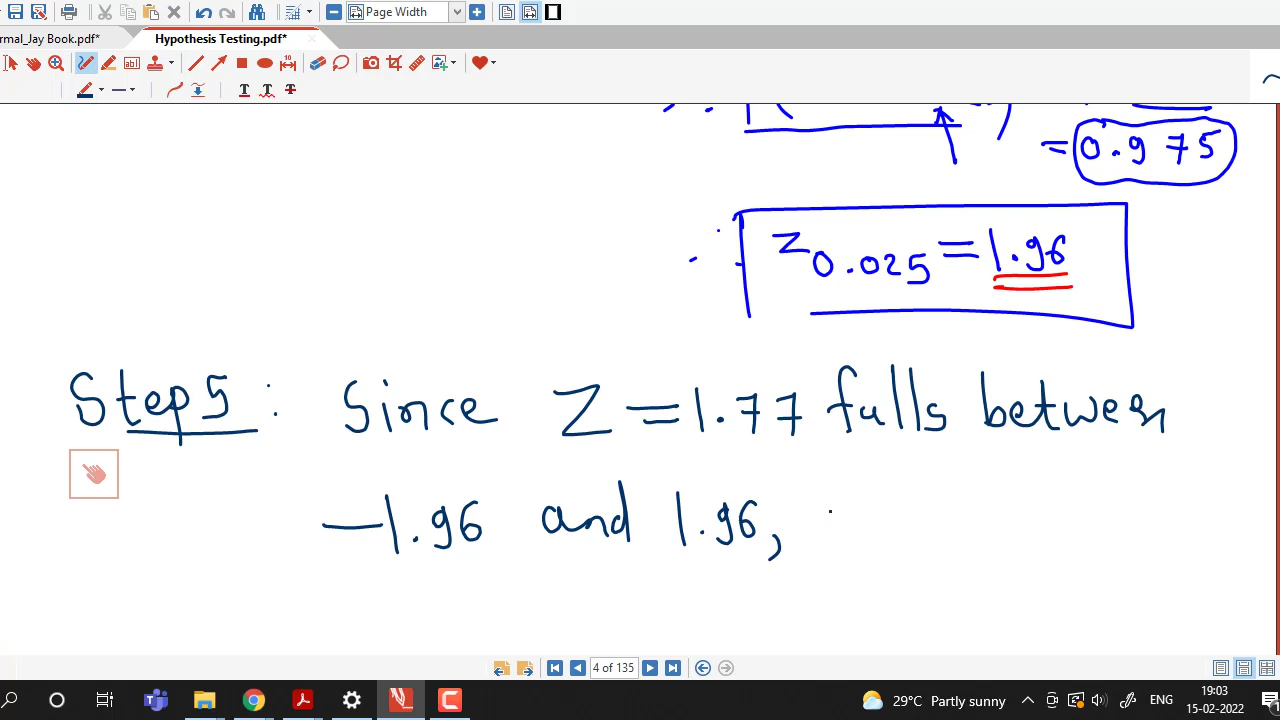 Page Width
rmal_Jay Book.pdf*
Hypothesis Testing.pdf*
= 0.975
∴ z0.025 = 1.96
Step 5 : Since Z = 1.77 falls between
-1.96 and 1.96,
4 of 135
29°C Partly sunny
ENG
19:03
15-02-2022